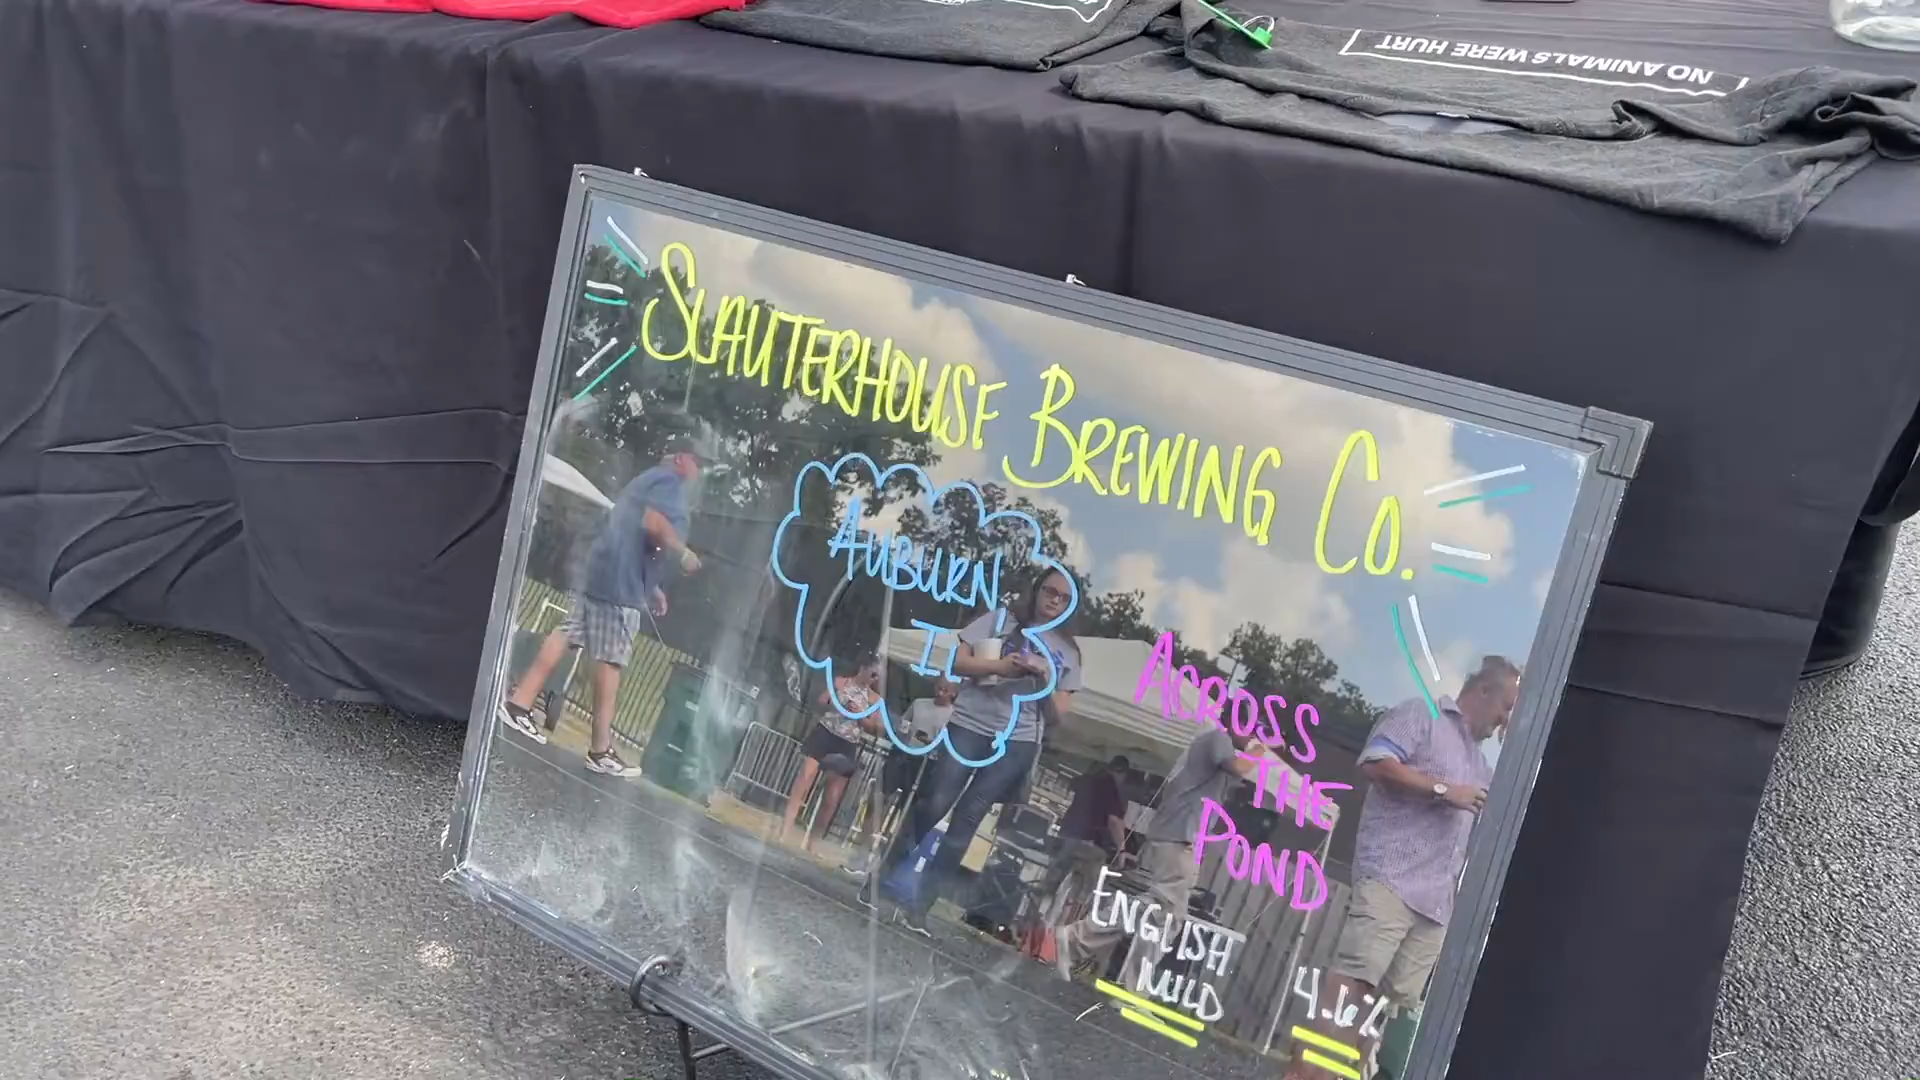 NO ANIMALS WERE HURT
SLAUTERHOUSE BREWING CO.
AUBURN,
IL
ACROSS
THE
POND
ENGLISH
MILD
4.6%